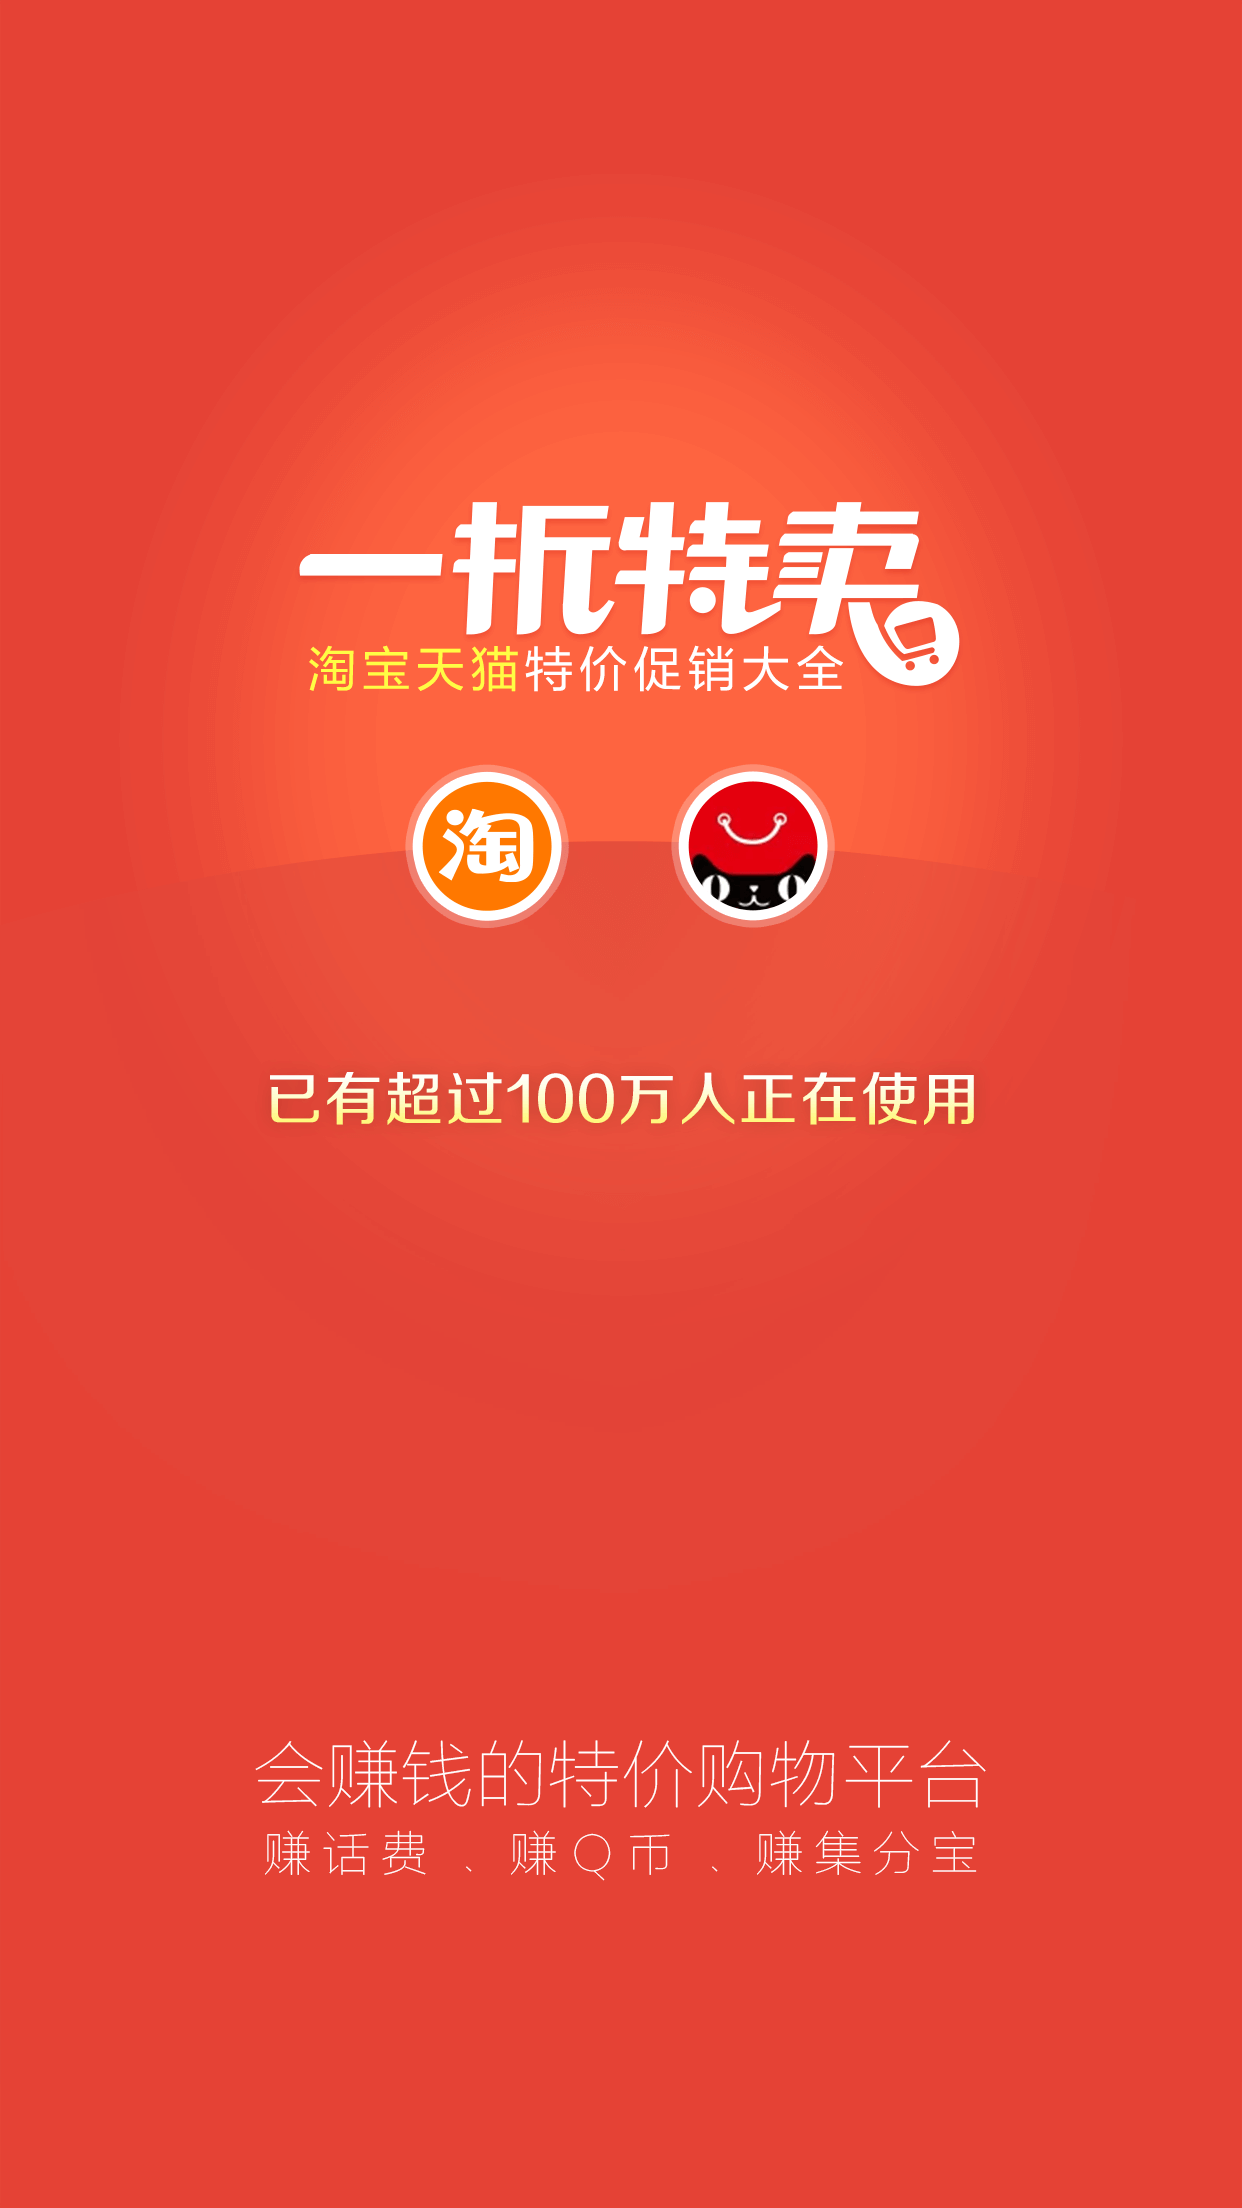 一折特卖
淘宝天猫特价促销大全
淘
已有超过100万人正在使用
会赚钱的特价购物平台
赚话费、赚Q币、赚集分宝